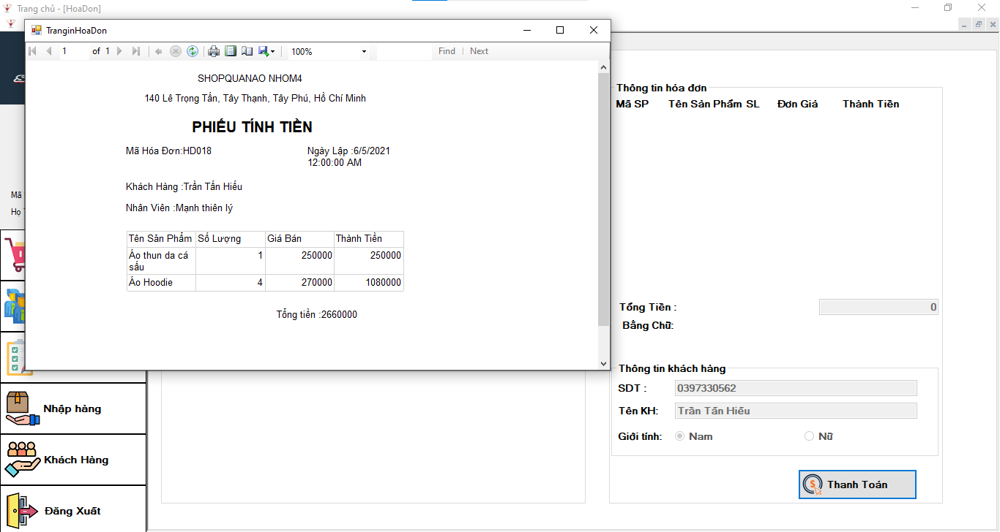 Trang chủ - [HoaDon]
TranginHoaDon
1 of 1 100% Find | Next
SHOPQUANAO NHOM4
140 Lê Trọng Tấn, Tây Thạnh, Tây Phú, Hồ Chí Minh
PHIẾU TÍNH TIỀN
Mã Hóa Đơn:HD018
Ngày Lập :6/5/2021
12:00:00 AM
Khách Hàng :Trần Tấn Hiếu
Nhân Viên :Mạnh thiên lý
Tên Sản Phẩm Số Lượng Giá Bán Thành Tiền
Áo thun da cá 1 250000 250000
sấu
Áo Hoodie 4 270000 1080000
Tổng tiền :2660000
Mã
Họ
Nhập hàng
Khách Hàng
Đăng Xuất
Thông tin hóa đơn
Mã SP Tên Sản Phẩm SL Đơn Giá Thành Tiền
Tổng Tiền : 0
Bằng Chữ:
Thông tin khách hàng
SDT : 0397330562
Tên KH: Trần Tấn Hiếu
Giới tính: Nam Nữ
Thanh Toán